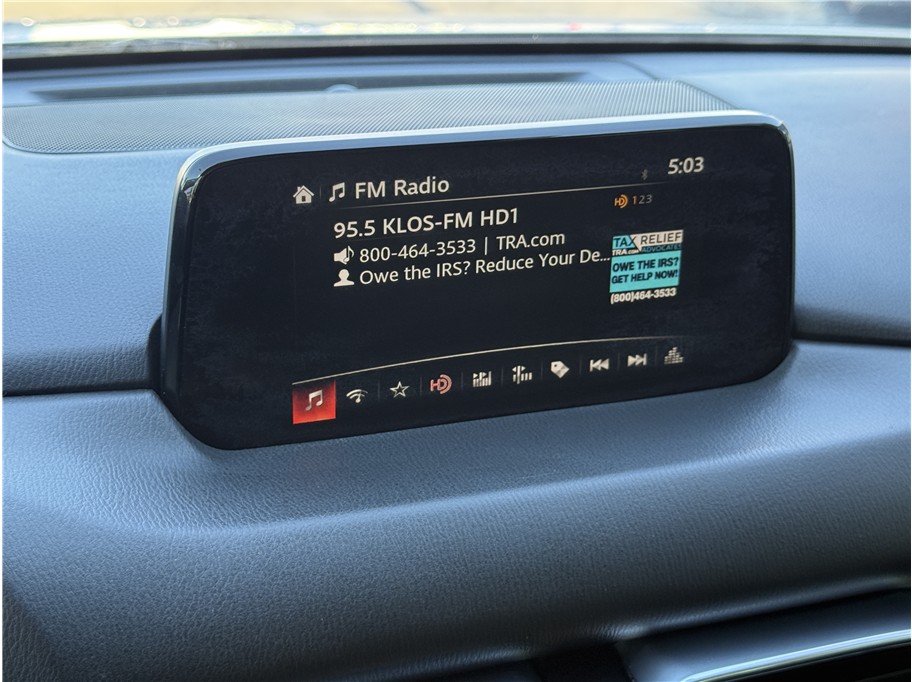 5:03
FM Radio
HD 1 2 3
95.5 KLOS-FM HD1
800-464-3533 | TRA.com
Owe the IRS? Reduce Your De...
TAX RELIEF
TRA.COM ADVOCATES
OWE THE IRS?
GET HELP NOW!
(800)464-3533
HD